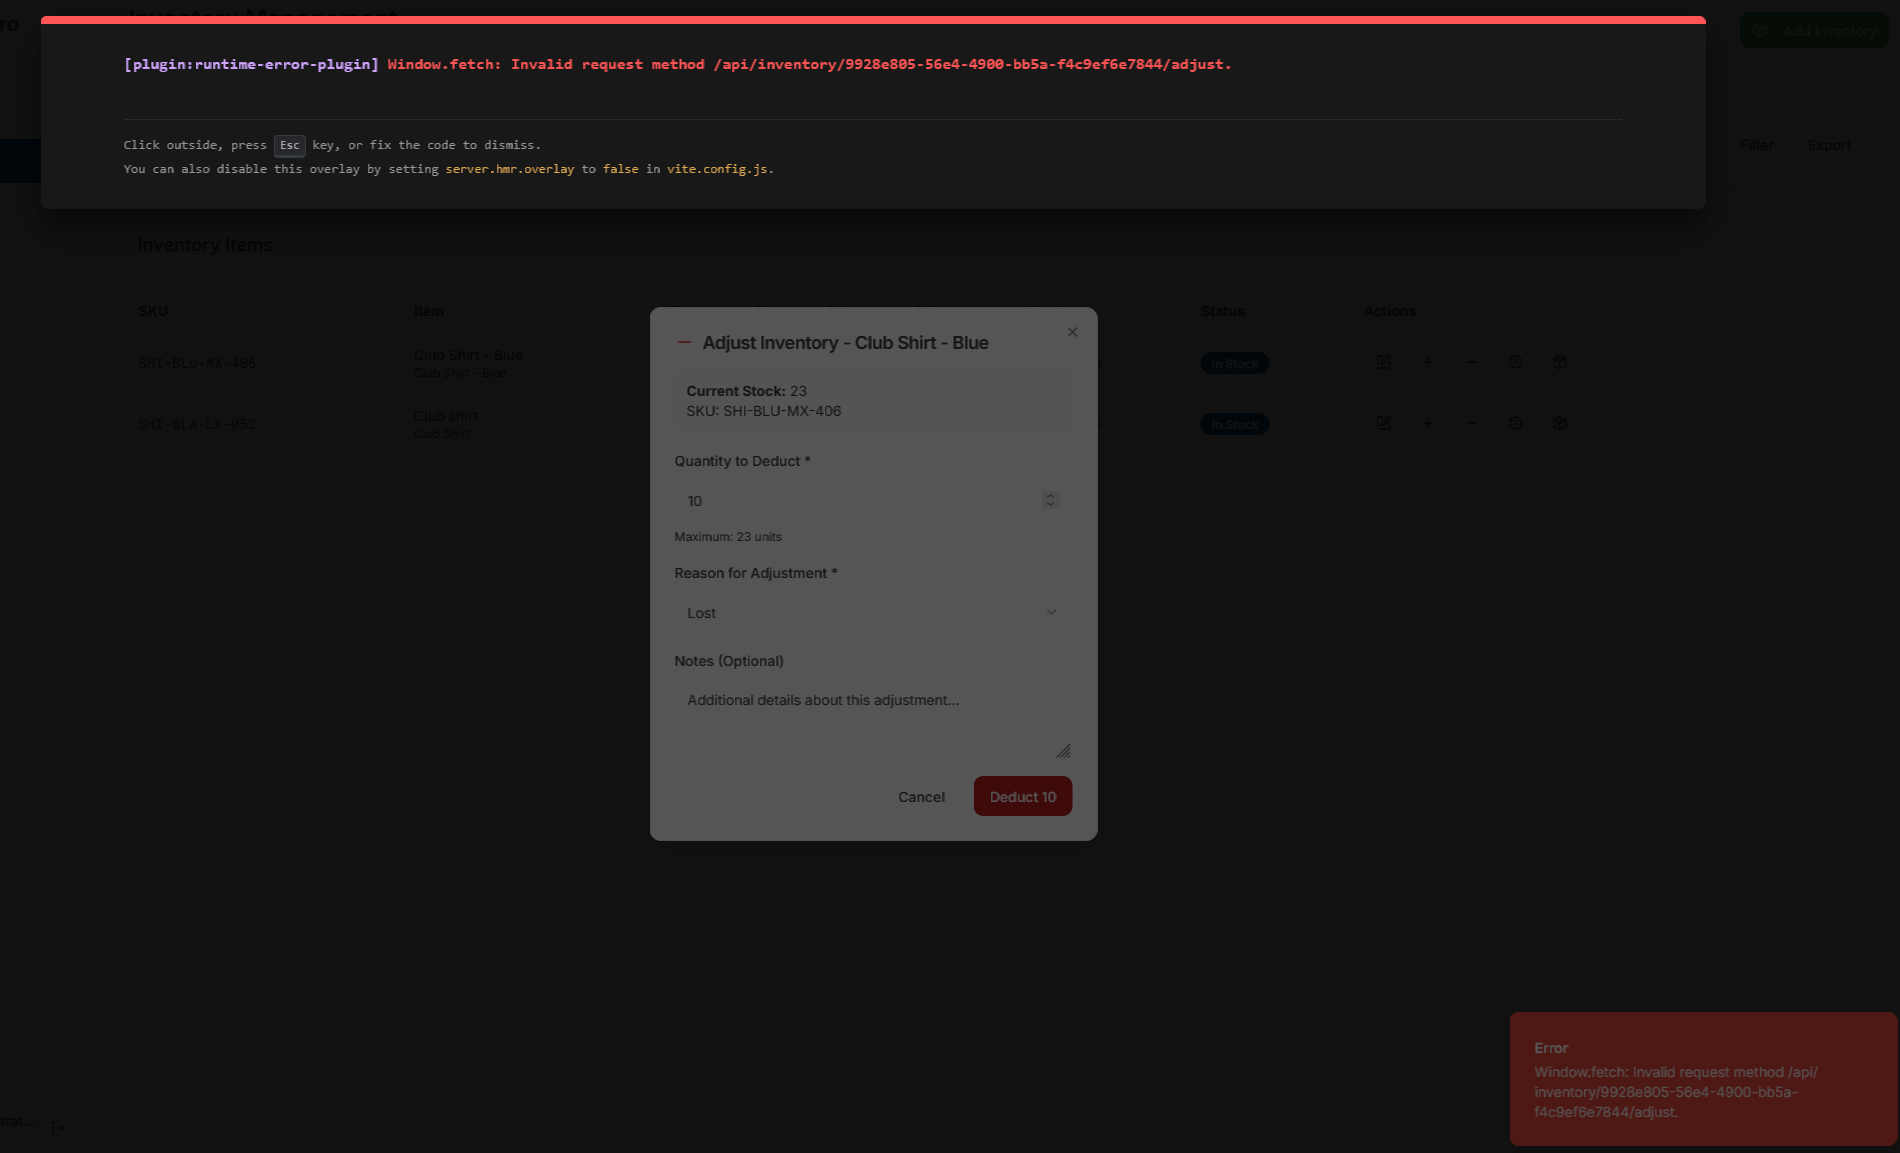 ro
Inventory Management
Add Inventory
[plugin:runtime-error-plugin] Window.fetch: Invalid request method /api/inventory/9928e805-56e4-4900-bb5a-f4c9ef6e7844/adjust.
Click outside, press Esc key, or fix the code to dismiss.
You can also disable this overlay by setting server.hmr.overlay to false in vite.config.js.
Filter Export
Inventory Items
SKU Item Status Actions
SHI-BLU-MX-406 Club Shirt - Blue In Stock
Club Shirt - Blue
SHI-BLA-LX-052 Club shirt In Stock
Club Shirt
Adjust Inventory - Club Shirt - Blue
Current Stock: 23
SKU: SHI-BLU-MX-406
Quantity to Deduct *
10
Maximum: 23 units
Reason for Adjustment *
Lost
Notes (Optional)
Additional details about this adjustment...
Cancel Deduct 10
Error
Window.fetch: Invalid request method /api/
inventory/9928e805-56e4-4900-bb5a-
f4c9ef6e7844/adjust.
trat...